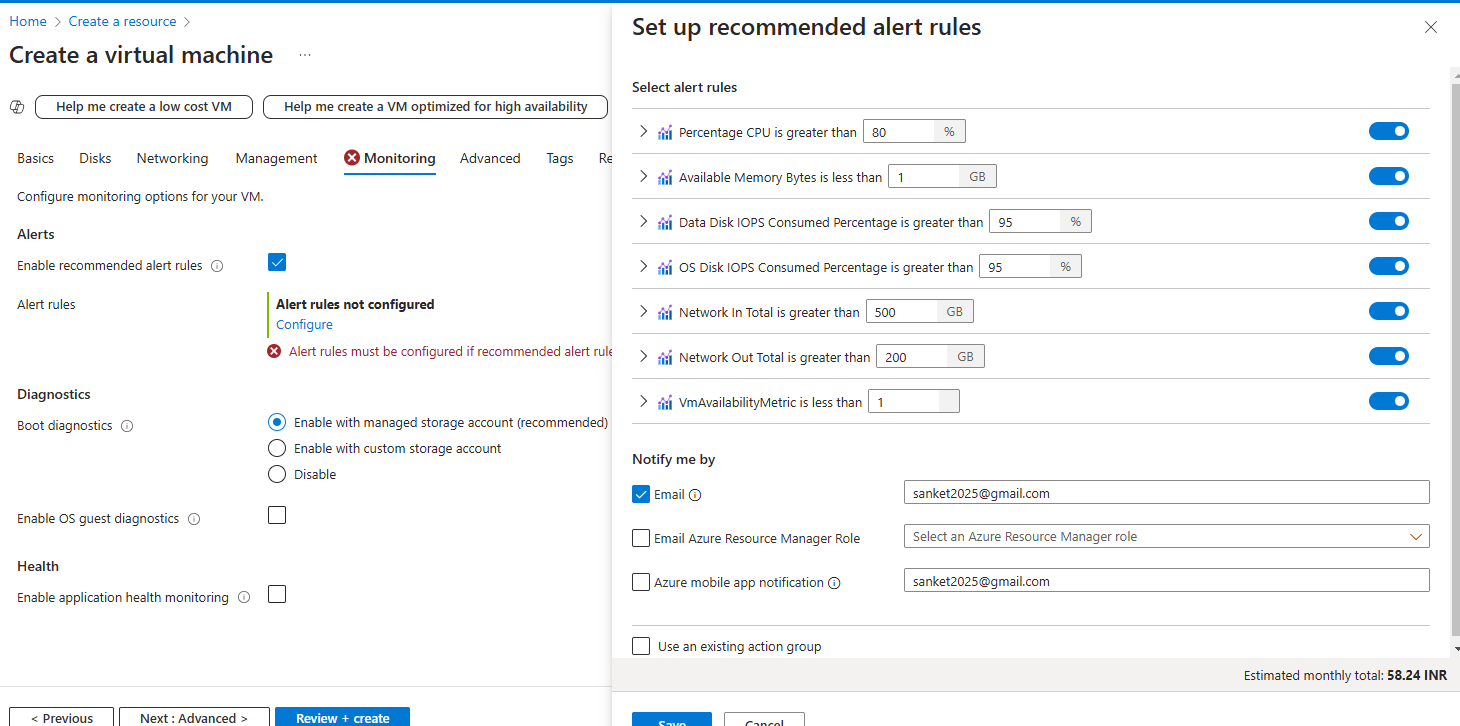 Home > Create a resource >
Create a virtual machine ...
Help me create a low cost VM
Help me create a VM optimized for high availability
Basics Disks Networking Management Monitoring Advanced Tags Re
Configure monitoring options for your VM.
Alerts
Enable recommended alert rules
Alert rules
Alert rules not configured
Configure
Alert rules must be configured if recommended alert rule
Diagnostics
Boot diagnostics
Enable with managed storage account (recommended)
Enable with custom storage account
Disable
Enable OS guest diagnostics
Health
Enable application health monitoring
< Previous
Next : Advanced >
Review + create
Set up recommended alert rules
Select alert rules
Percentage CPU is greater than 80 %
Available Memory Bytes is less than 1 GB
Data Disk IOPS Consumed Percentage is greater than 95 %
OS Disk IOPS Consumed Percentage is greater than 95 %
Network In Total is greater than 500 GB
Network Out Total is greater than 200 GB
VmAvailabilityMetric is less than 1
Notify me by
Email sanket2025@gmail.com
Email Azure Resource Manager Role Select an Azure Resource Manager role
Azure mobile app notification sanket2025@gmail.com
Use an existing action group
Estimated monthly total: 58.24 INR
Save
Cancel